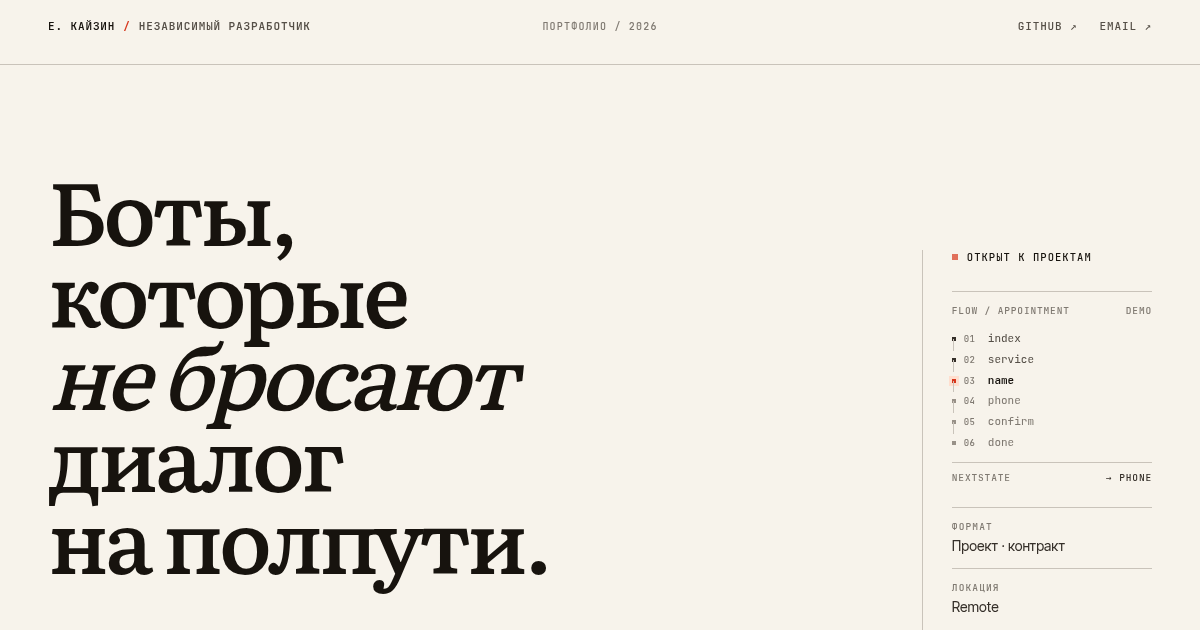 Е. КАЙЗИН / НЕЗАВИСИМЫЙ РАЗРАБОТЧИК
ПОРТФОЛИО / 2026
GITHUB ↗ EMAIL ↗
Боты,
которые
не бросают
диалог
на полпути.
ОТКРЫТ К ПРОЕКТАМ
FLOW / APPOINTMENT DEMO
01 index
02 service
03 name
04 phone
05 confirm
06 done
NEXTSTATE → PHONE
ФОРМАТ
Проект · контракт
ЛОКАЦИЯ
Remote